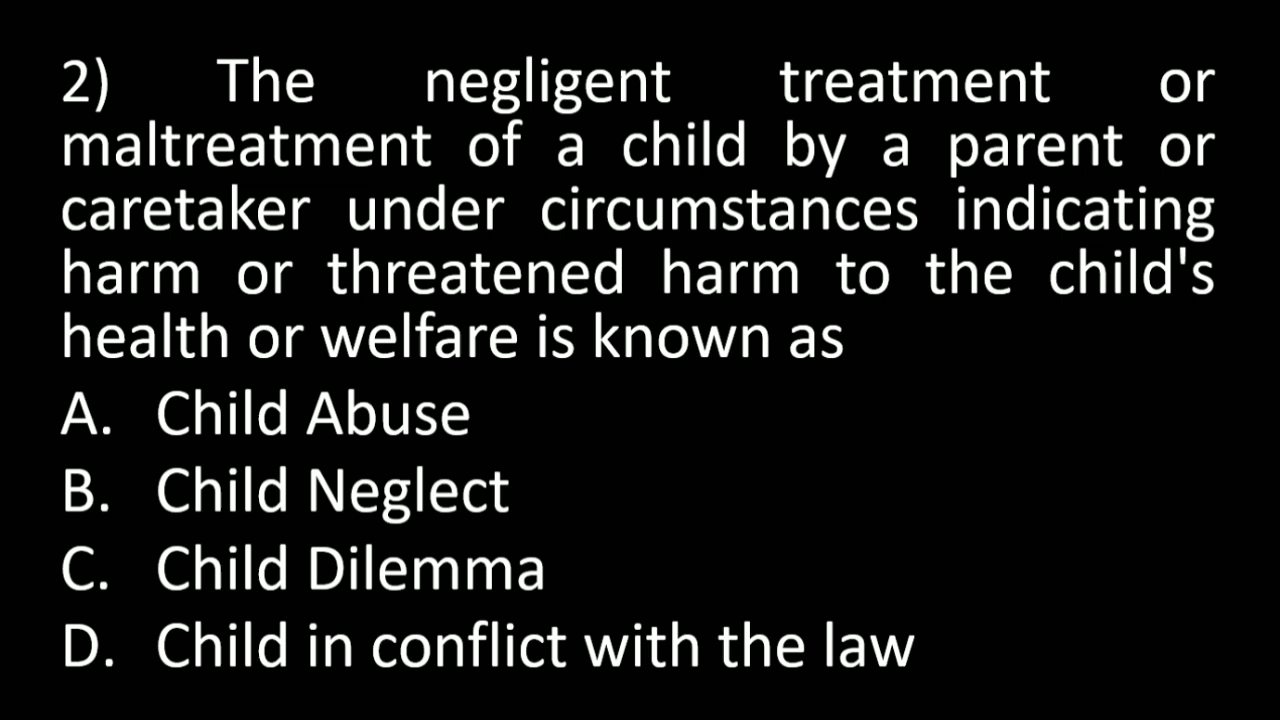 2) The negligent treatment or
maltreatment of a child by a parent or
caretaker under circumstances indicating
harm or threatened harm to the child's
health or welfare is known as
A. Child Abuse
B. Child Neglect
C. Child Dilemma
D. Child in conflict with the law